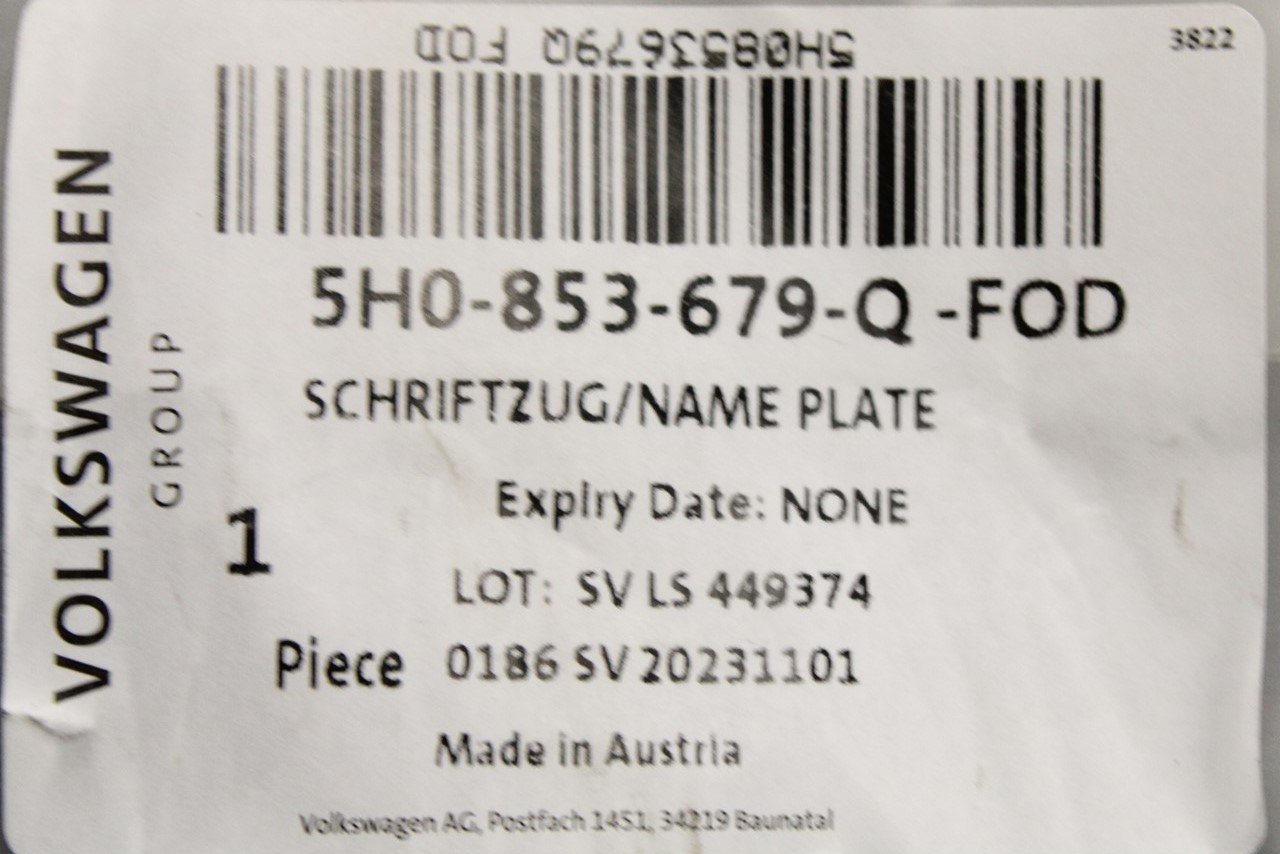 3822
5H0853679Q FOD
5H0-853-679-Q -FOD
SCHRIFTZUG/NAME PLATE
Expiry Date: NONE
1
LOT: SV LS 449374
Piece 0186 SV 20231101
Made in Austria
Volkswagen AG, Postfach 1451, 34219 Baunatal
VOLKSWAGEN
GROUP